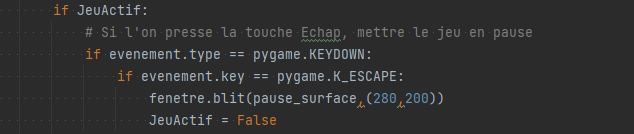 if JeuActif:
# Si l'on presse la touche Echap, mettre le jeu en pause
if evenement.type == pygame.KEYDOWN:
if evenement.key == pygame.K_ESCAPE:
fenetre.blit(pause_surface,(280,200))
JeuActif = False